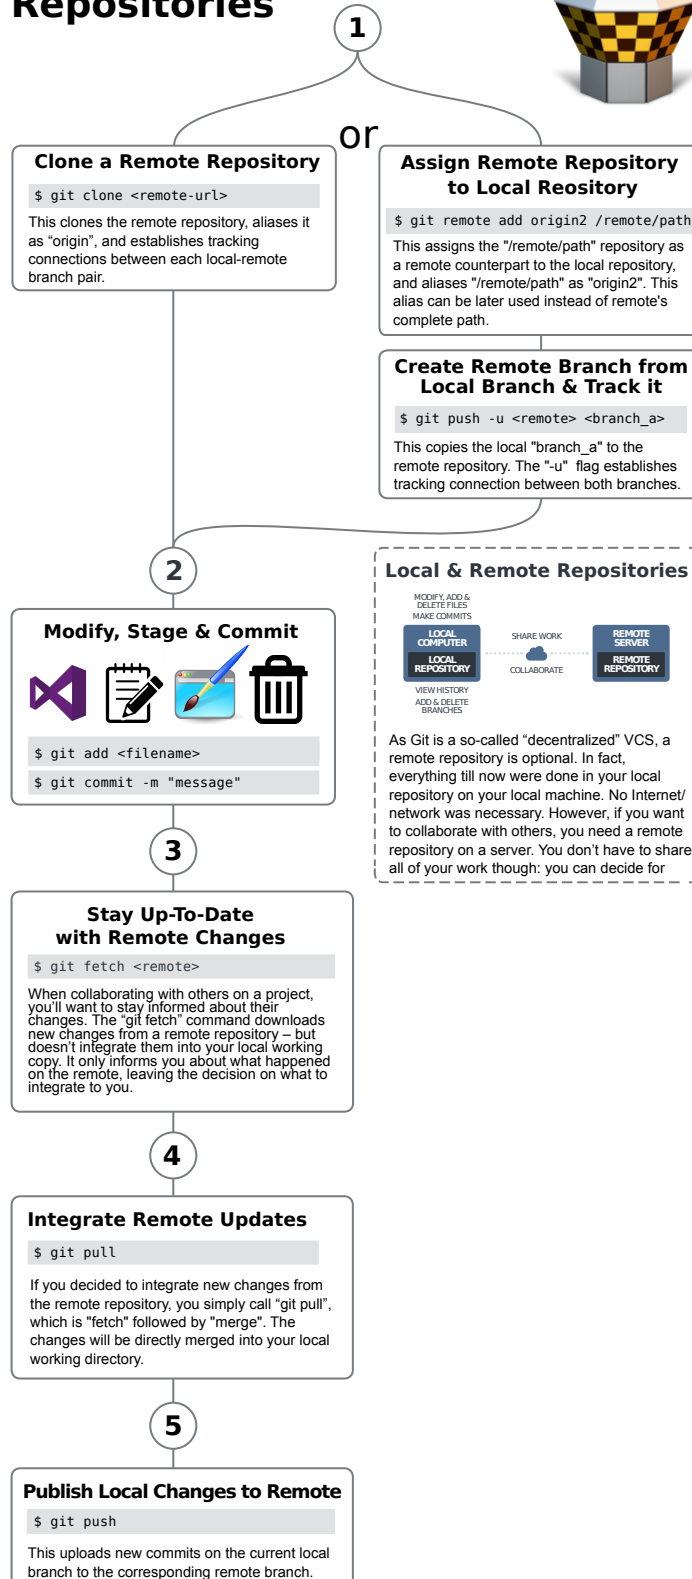 Repositories
1
or
Clone a Remote Repository
$ git clone <remote-url>
This clones the remote repository, aliases it
as “origin”, and establishes tracking
connections between each local-remote
branch pair.
Assign Remote Repository
to Local Reository
$ git remote add origin2 /remote/path
This assigns the "/remote/path" repository as
a remote counterpart to the local repository,
and aliases "/remote/path" as "origin2". This
alias can be later used instead of remote's
complete path.
Create Remote Branch from
Local Branch & Track it
$ git push -u <remote> <branch_a>
This copies the local "branch_a" to the
remote repository. The "-u" flag establishes
tracking connection between both branches.
2
Modify, Stage & Commit
$ git add <filename>
$ git commit -m "message"
Local & Remote Repositories
MODIFY, ADD &
DELETE FILES
MAKE COMMITS
LOCAL
COMPUTER
LOCAL
REPOSITORY
VIEW HISTORY
ADD & DELETE
BRANCHES
SHARE WORK
COLLABORATE
REMOTE
SERVER
REMOTE
REPOSITORY
As Git is a so-called “decentralized” VCS, a
remote repository is optional. In fact,
everything till now were done in your local
repository on your local machine. No Internet/
network was necessary. However, if you want
to collaborate with others, you need a remote
repository on a server. You don’t have to share
all of your work though: you can decide for
3
Stay Up-To-Date
with Remote Changes
$ git fetch <remote>
When collaborating with others on a project,
you’ll want to stay informed about their
changes. The “git fetch” command downloads
new changes from a remote repository – but
doesn’t integrate them into your local working
copy. It only informs you about what happened
on the remote, leaving the decision on what to
integrate to you.
4
Integrate Remote Updates
$ git pull
If you decided to integrate new changes from
the remote repository, you simply call “git pull”,
which is "fetch" followed by "merge". The
changes will be directly merged into your local
working directory.
5
Publish Local Changes to Remote
$ git push
This uploads new commits on the current local
branch to the corresponding remote branch.